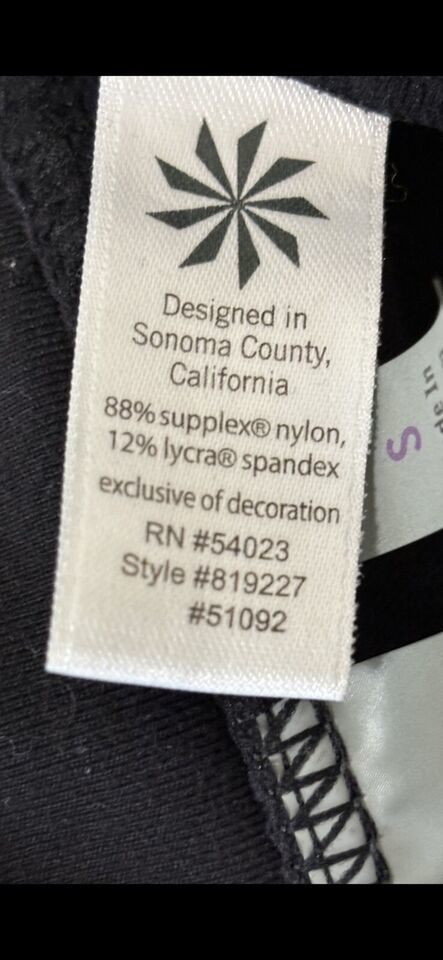 Designed in
Sonoma County,
California
88% supplex® nylon,
12% lycra® spandex
exclusive of decoration
RN #54023
Style #819227
#51092
S